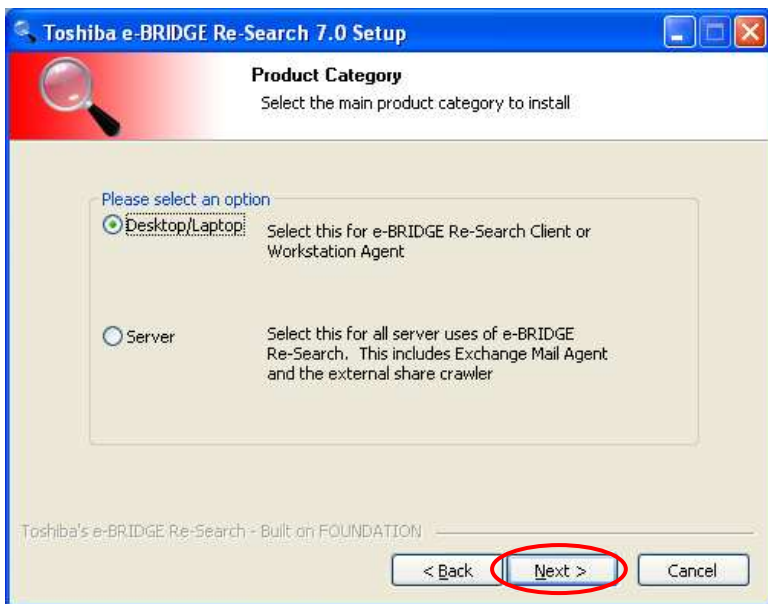 Toshiba e-BRIDGE Re-Search 7.0 Setup
Product Category
Select the main product category to install
Please select an option
Desktop/Laptop
Select this for e-BRIDGE Re-Search Client or
Workstation Agent
Server
Select this for all server uses of e-BRIDGE
Re-Search. This includes Exchange Mail Agent
and the external share crawler
Toshiba's e-BRIDGE Re-Search - Built on FOUNDATION
< Back
Next >
Cancel